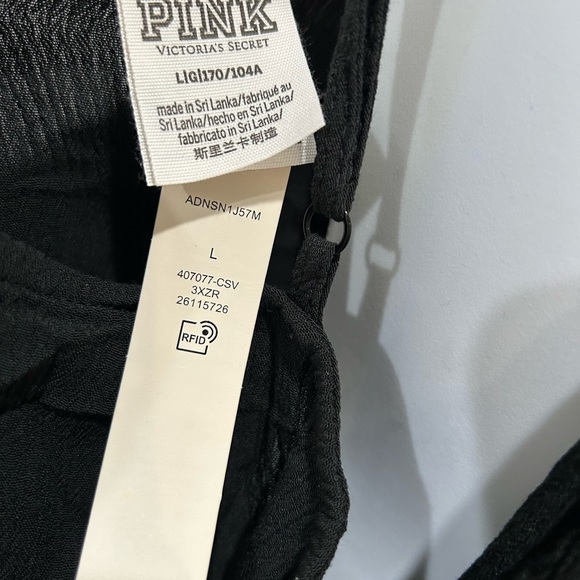 PINK
VICTORIA'S SECRET
L|G|170/104A
made in Sri Lanka/fabriqué au
Sri Lanka/hecho en Sri Lanka/
fabbricato in Sri Lanka/
斯里兰卡制造
ADNSN1J57M
L
407077-CSV
3XZR
26115726
RFID